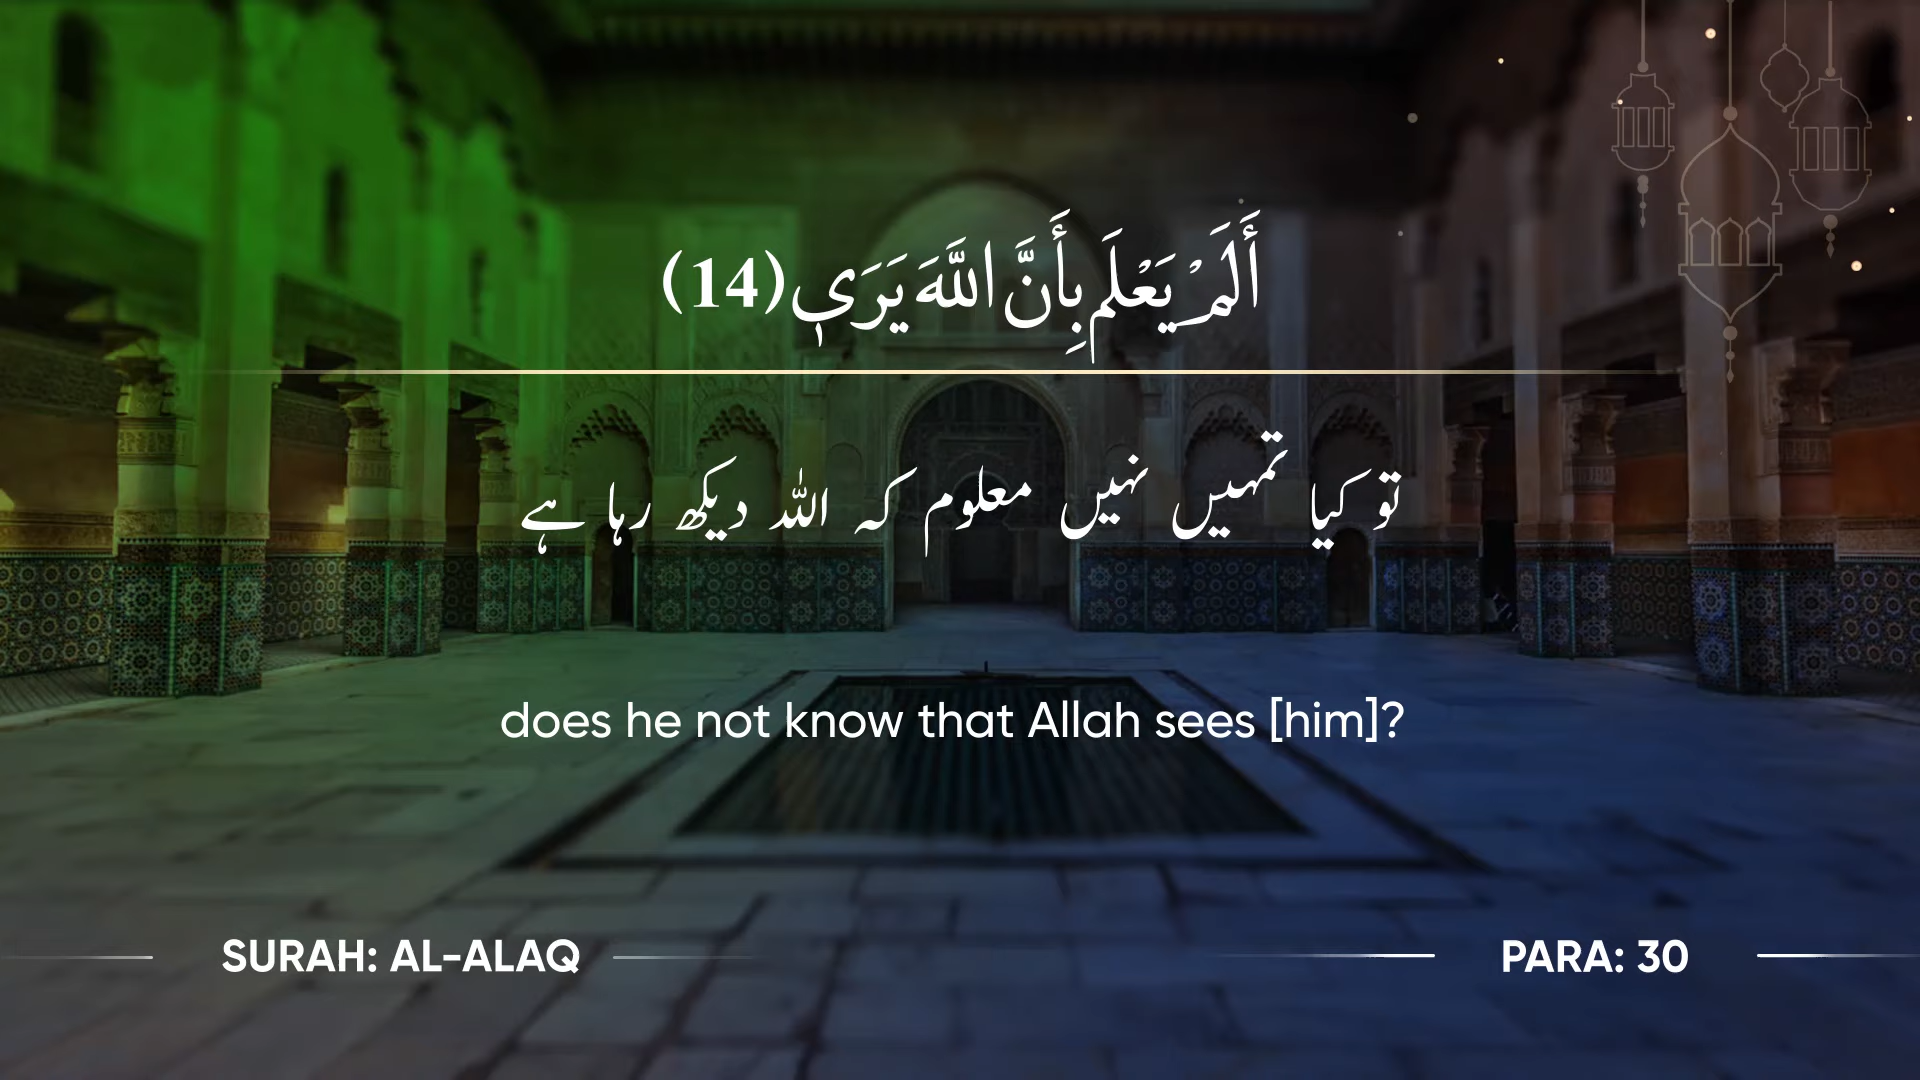 أَلَمْ يَعْلَم بِأَنَّ اللَّهَ يَرَىٰ (14)
تو کیا تمہیں نہیں معلوم کہ اللہ دیکھ رہا ہے
does he not know that Allah sees [him]?
SURAH: AL-ALAQ
PARA: 30